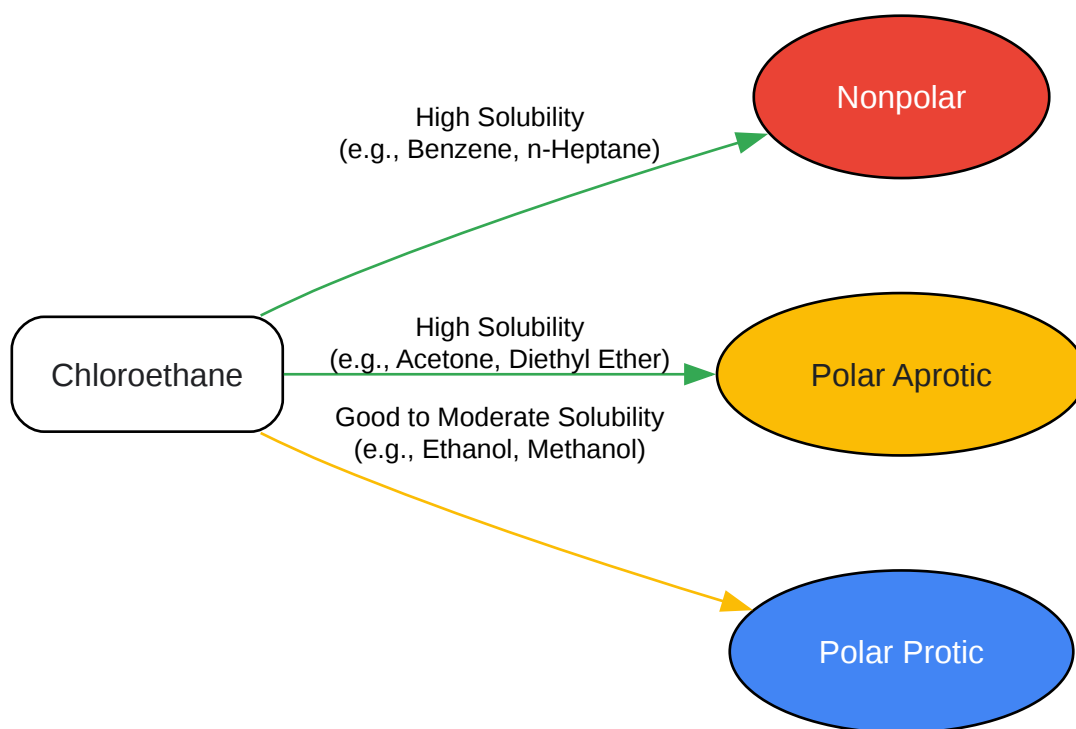 Nonpolar
High Solubility
(e.g., Benzene, n-Heptane)
Chloroethane
High Solubility
(e.g., Acetone, Diethyl Ether)
Polar Aprotic
Good to Moderate Solubility
(e.g., Ethanol, Methanol)
Polar Protic